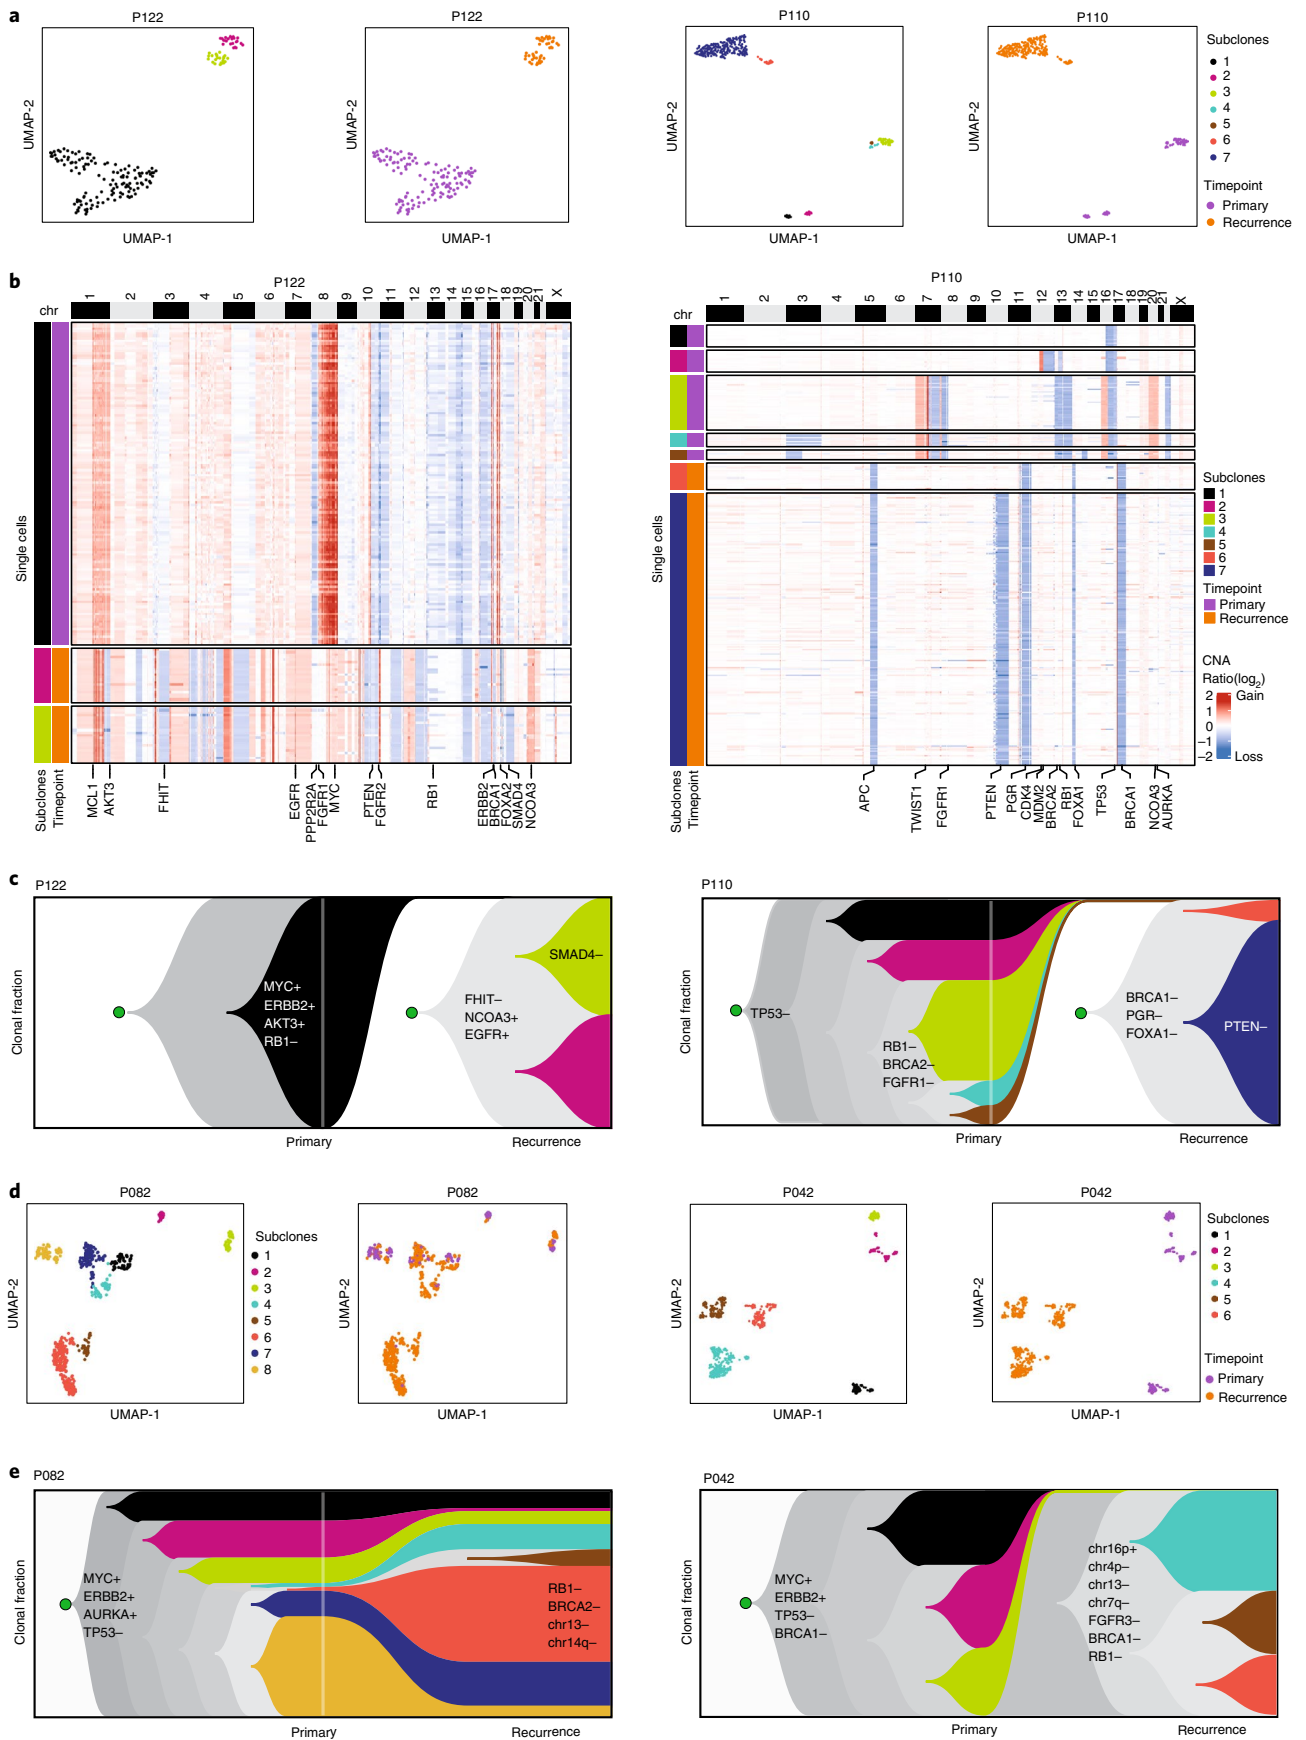 a
P122
P122
P110
P110
UMAP-2
UMAP-1
UMAP-2
UMAP-1
UMAP-2
UMAP-1
UMAP-2
UMAP-1
Subclones
1
2
3
4
5
6
7
Timepoint
Primary
Recurrence
b
P122
chr
1
2
3
4
5
6
7
8
9
10
12
13
14
15
16
17
18
19
20
21
X
Single cells
Subclones
Timepoint
MCL1
AKT3
FHIT
EGFR
PPP2R2A
FGFR1
MYC
PTEN
FGFR2
RB1
ERBB2
BRCA1
FOXA2
SMAD4
NCOA3
P110
chr
1
2
3
4
5
6
7
8
9
10
11
12
13
14
15
16
17
18
19
20
21
X
Single cells
Subclones
Timepoint
APC
TWIST1
FGFR1
PTEN
PGR
CDK4
MDM2
BRCA2
RB1
FOXA1
TP53
BRCA1
NCOA3
AURKA
Subclones
1
2
3
4
5
6
7
Timepoint
Primary
Recurrence
CNA
Ratio(log2)
2 Gain
1
0
−1
−2 Loss
c
P122
Clonal fraction
MYC+
ERBB2+
AKT3+
RB1−
FHIT−
NCOA3+
EGFR+
SMAD4−
Primary
Recurrence
P110
Clonal fraction
TP53−
RB1−
BRCA2−
FGFR1−
BRCA1−
PGR−
FOXA1−
PTEN−
Primary
Recurrence
d
P082
P082
P042
P042
UMAP-2
UMAP-1
Subclones
1
2
3
4
5
6
7
8
UMAP-2
UMAP-1
UMAP-2
UMAP-1
UMAP-2
UMAP-1
Subclones
1
2
3
4
5
6
Timepoint
Primary
Recurrence
e
P082
Clonal fraction
MYC+
ERBB2+
AURKA+
TP53−
RB1−
BRCA2−
chr13−
chr14q−
Primary
Recurrence
P042
Clonal fraction
MYC+
ERBB2+
TP53−
BRCA1−
chr16p+
chr4p−
chr13−
chr7q−
FGFR3−
BRCA1−
RB1−
Primary
Recurrence